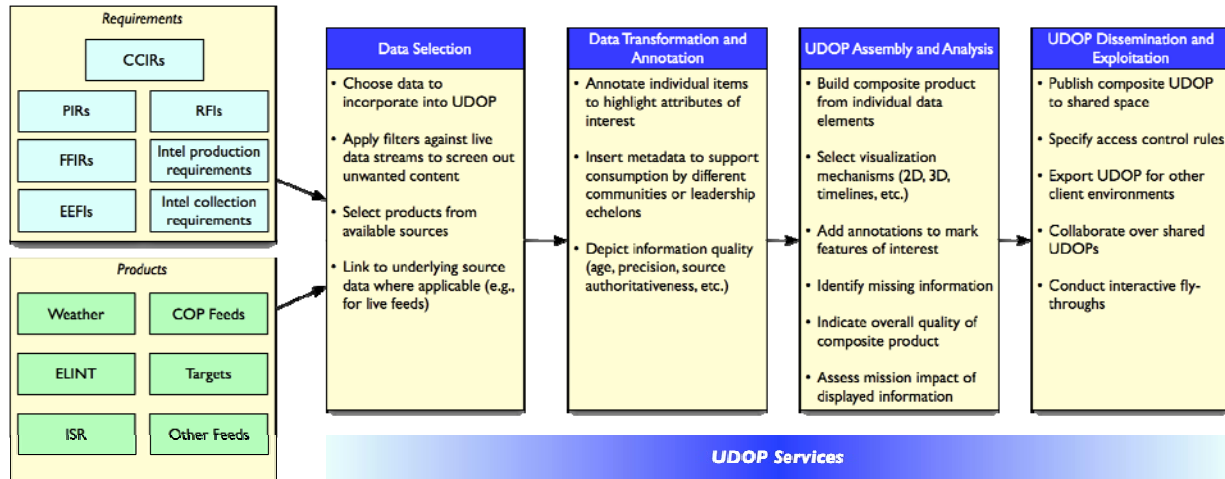 Requirements
CCIRs
PIRs
RFIs
FFIRs
Intel production
requirements
EEFIs
Intel collection
requirements
Products
Weather
COP Feeds
ELINT
Targets
ISR
Other Feeds
Data Selection
• Choose data to
incorporate into UDOP
• Apply filters against live
data streams to screen out
unwanted content
• Select products from
available sources
• Link to underlying source
data where applicable (e.g.,
for live feeds)
Data Transformation and
Annotation
• Annotate individual items
to highlight attributes of
interest
• Insert metadata to support
consumption by different
communities or leadership
echelons
• Depict information quality
(age, precision, source
authoritativeness, etc.)
UDOP Assembly and Analysis
• Build composite product
from individual data
elements
• Select visualization
mechanisms (2D, 3D,
timelines, etc.)
• Add annotations to mark
features of interest
• Identify missing information
• Indicate overall quality of
composite product
• Assess mission impact of
displayed information
UDOP Dissemination and
Exploitation
• Publish composite UDOP
to shared space
• Specify access control rules
• Export UDOP for other
client environments
• Collaborate over shared
UDOPs
• Conduct interactive fly-
throughs
UDOP Services